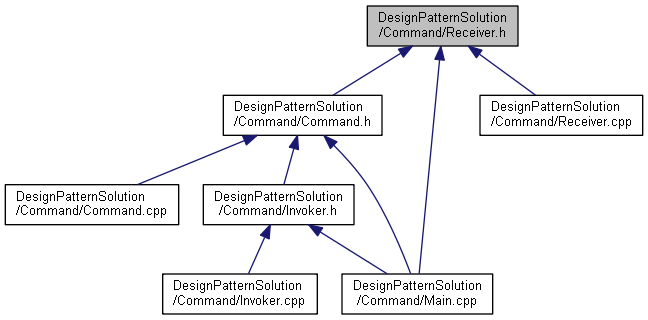 DesignPatternSolution
/Command/Receiver.h
DesignPatternSolution
/Command/Command.h
DesignPatternSolution
/Command/Receiver.cpp
DesignPatternSolution
/Command/Command.cpp
DesignPatternSolution
/Command/Invoker.h
DesignPatternSolution
/Command/Invoker.cpp
DesignPatternSolution
/Command/Main.cpp